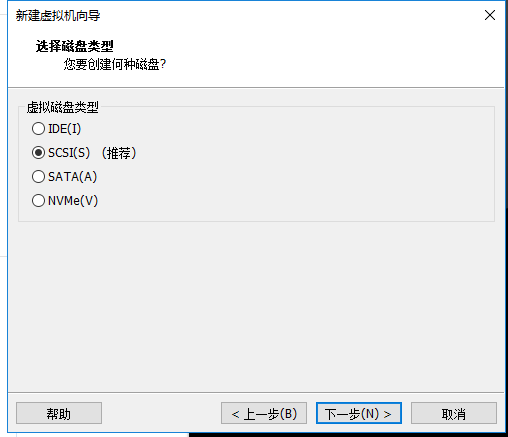 新建虚拟机向导
选择磁盘类型
您要创建何种磁盘?
虚拟磁盘类型
IDE(I)
SCSI(S) （推荐）
SATA(A)
NVMe(V)
帮助
< 上一步(B)
下一步(N) >
取消